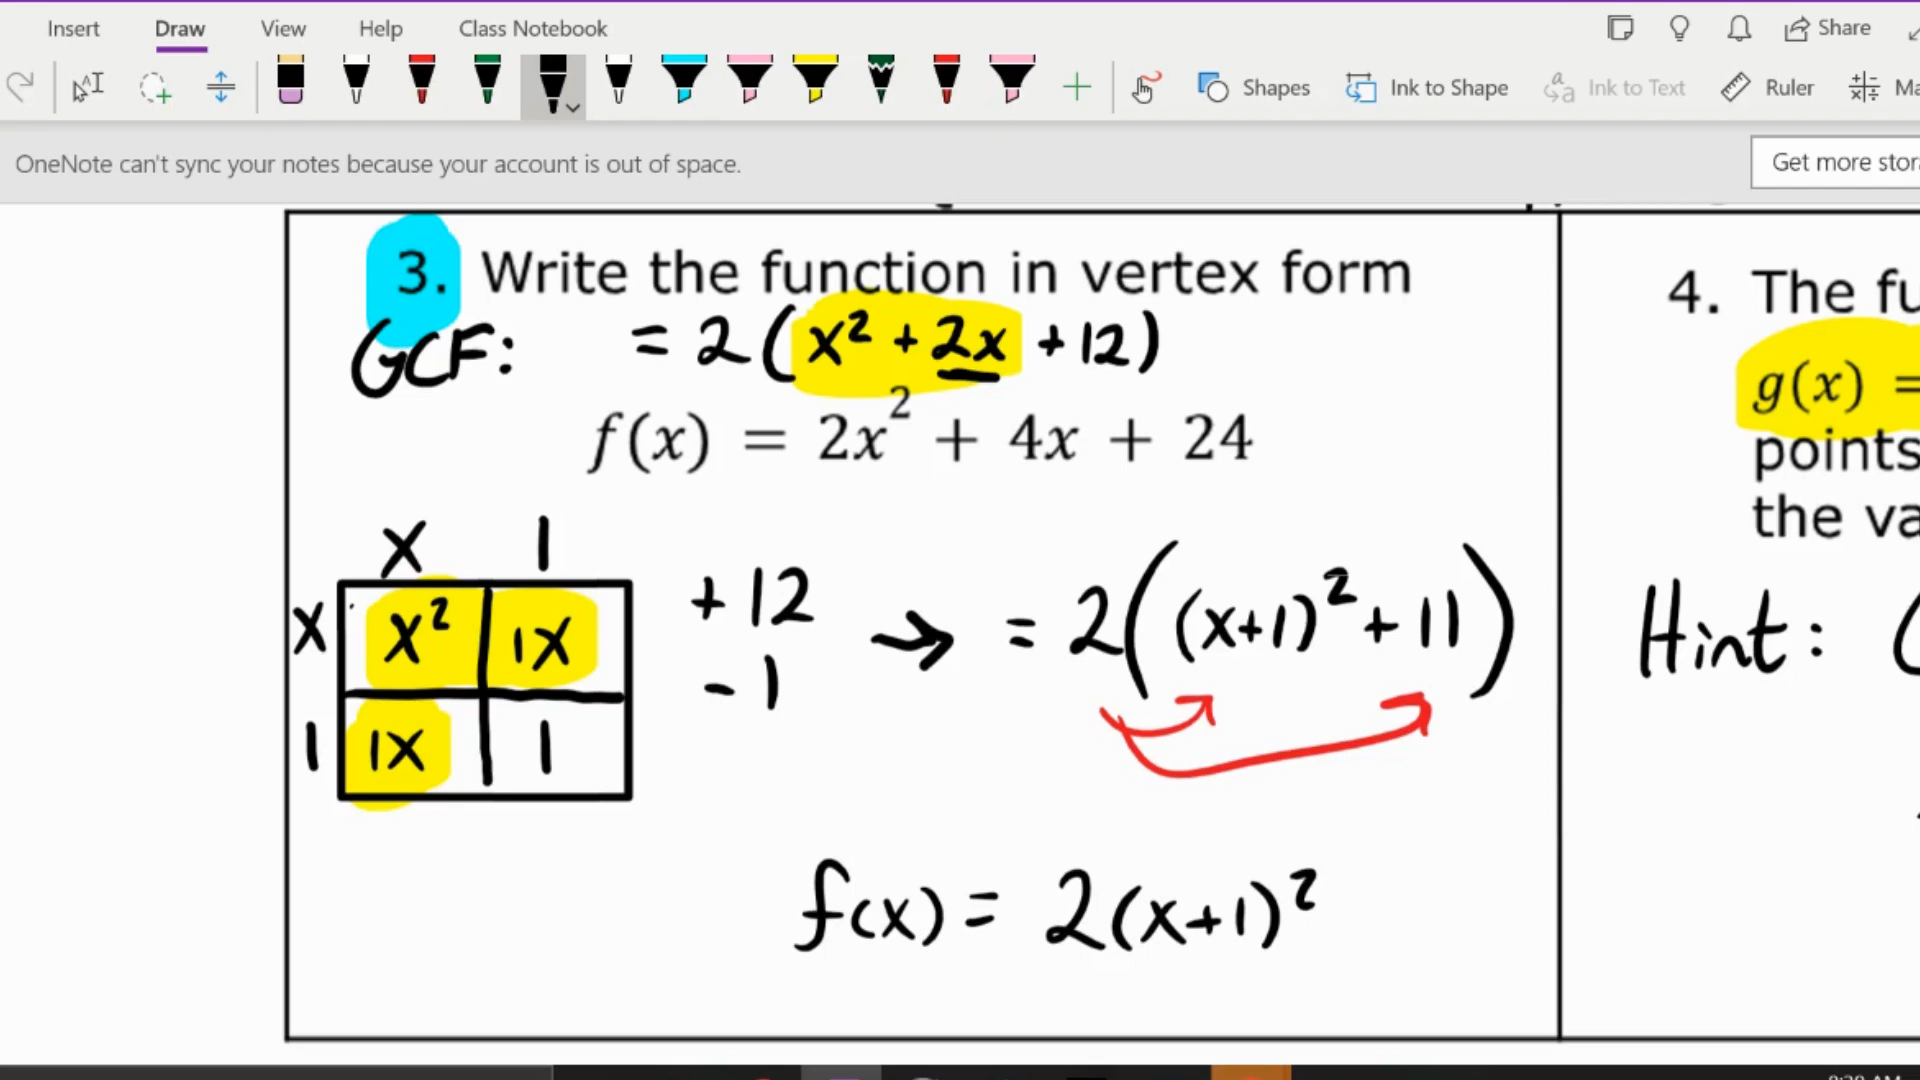 Insert Draw View Help Class Notebook Share
Shapes Ink to Shape Ink to Text Ruler
OneNote can't sync your notes because your account is out of space.
Get more stor
3. Write the function in vertex form
GCF: = 2(x² + 2x + 12)
f(x) = 2x² + 4x + 24
x 1
x x² 1x
1 1x 1
+12
-1
→ = 2((x+1)² + 11)
f(x) = 2(x+1)²
4. The fu
g(x) =
points
the va
Hint: (